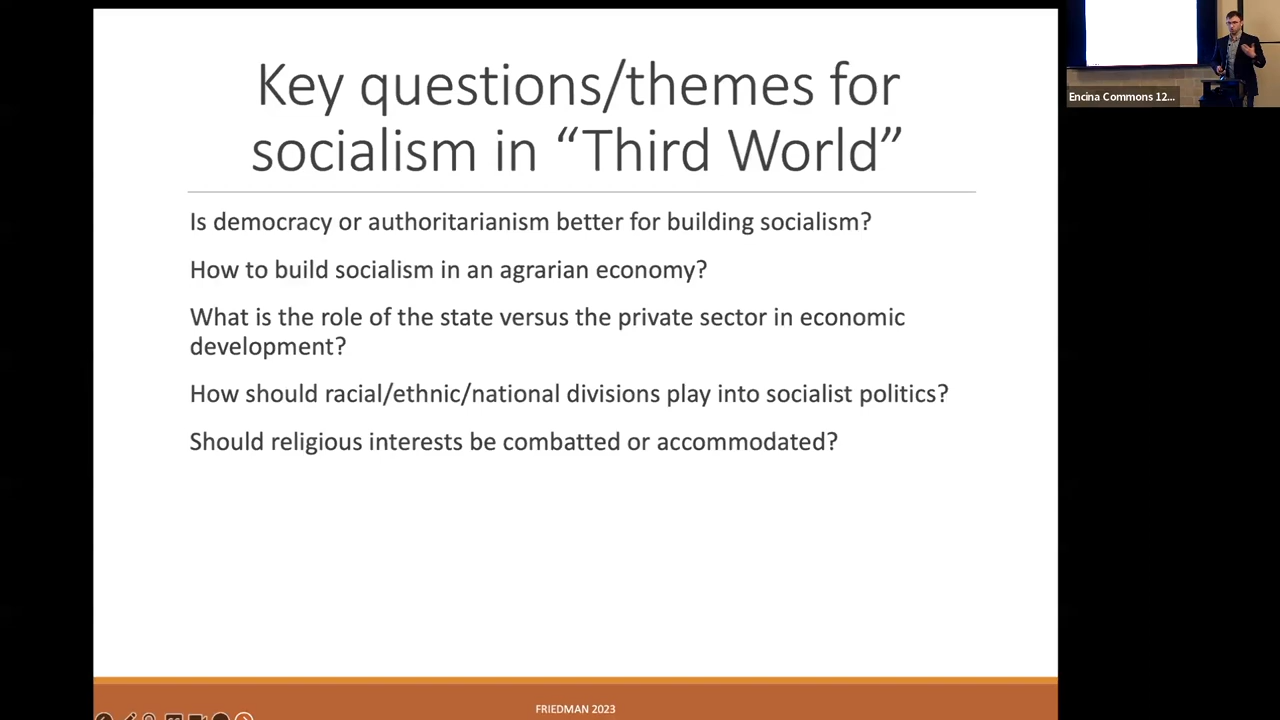 Key questions/themes for
socialism in “Third World”
Is democracy or authoritarianism better for building socialism?
How to build socialism in an agrarian economy?
What is the role of the state versus the private sector in economic
development?
How should racial/ethnic/national divisions play into socialist politics?
Should religious interests be combatted or accommodated?
FRIEDMAN 2023
Encina Commons 12...